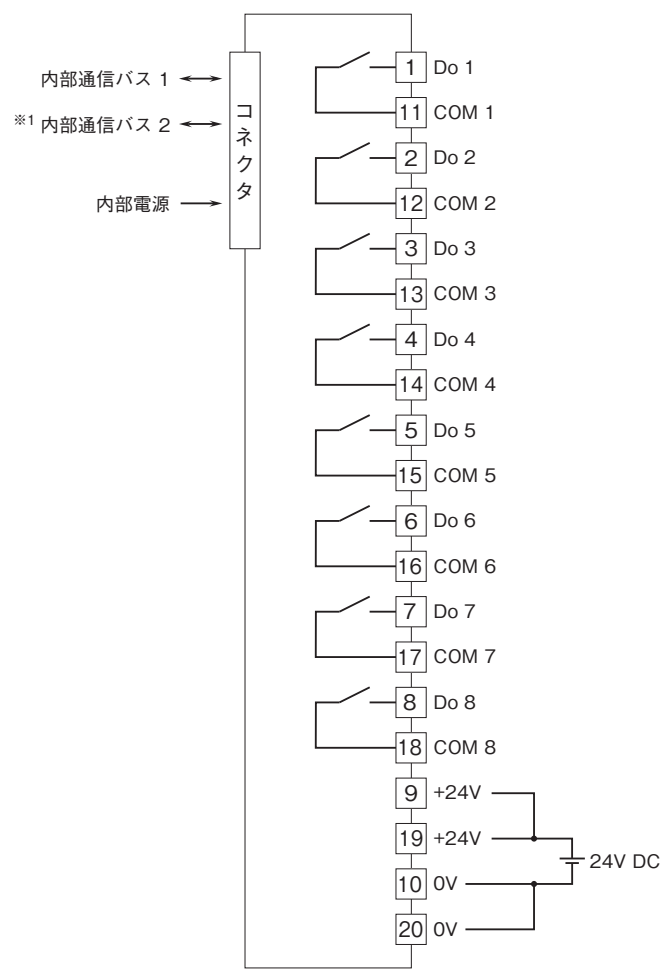 内部通信バス 1
※1 内部通信バス 2
内部電源
コネクタ
1 Do 1
11 COM 1
2 Do 2
12 COM 2
3 Do 3
13 COM 3
4 Do 4
14 COM 4
5 Do 5
15 COM 5
6 Do 6
16 COM 6
7 Do 7
17 COM 7
8 Do 8
18 COM 8
9 +24V
19 +24V
10 0V
20 0V
24V DC